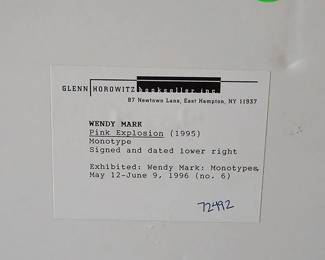 GLENN HOROWITZ bookseller inc
87 Newtown Lane, East Hampton, NY 11937
WENDY MARK
Pink Explosion (1995)
Monotype
Signed and dated lower right
Exhibited: Wendy Mark: Monotypes,
May 12-June 9, 1996 (no. 6)
72492